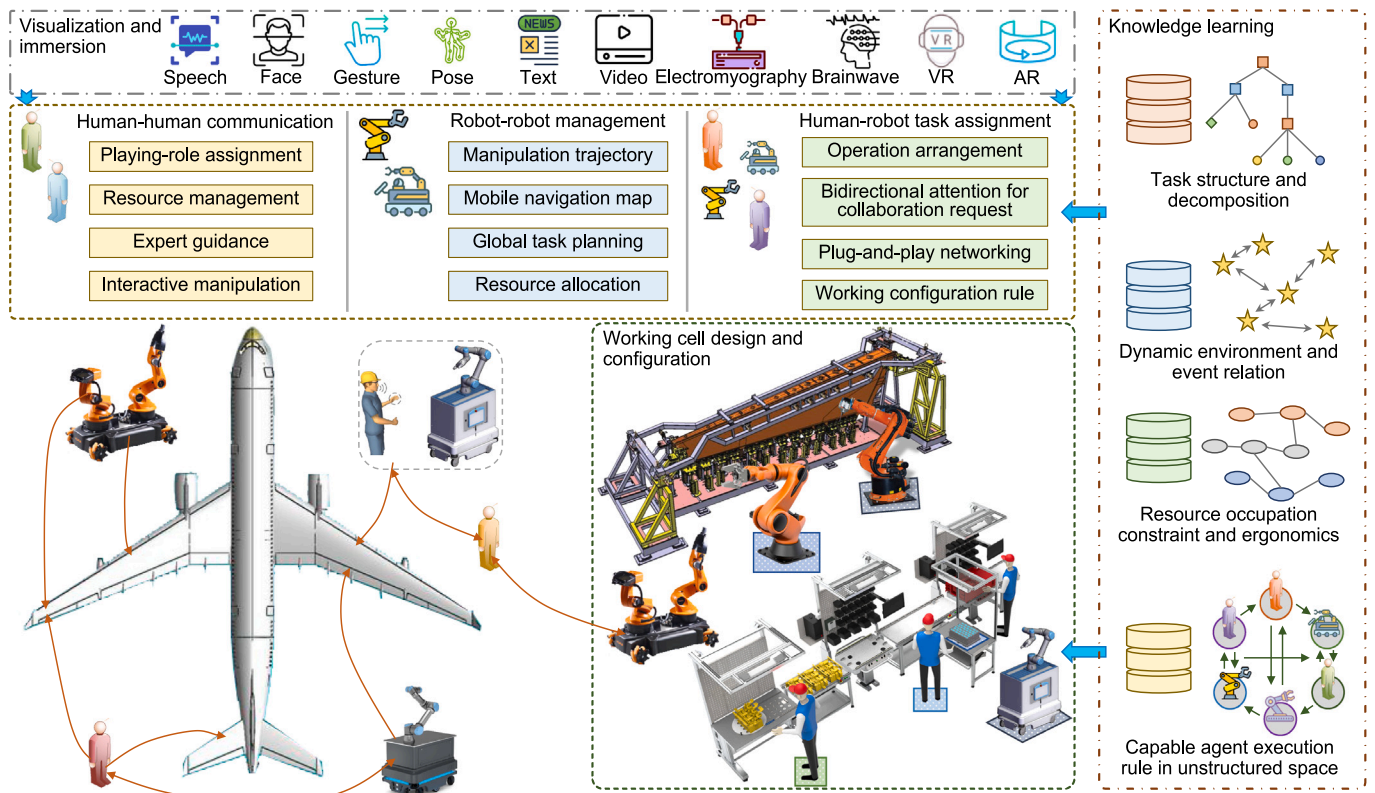 Visualization and
immersion
NEWS
VR
Speech
Face
Gesture
Pose
Text
Video
Electromyography
Brainwave
VR
AR
Human-human communication
Playing-role assignment
Resource management
Expert guidance
Interactive manipulation
Robot-robot management
Manipulation trajectory
Mobile navigation map
Global task planning
Resource allocation
Human-robot task assignment
Operation arrangement
Bidirectional attention for
collaboration request
Plug-and-play networking
Working configuration rule
Working cell design and
configuration
Knowledge learning
Task structure and
decomposition
Dynamic environment and
event relation
Resource occupation
constraint and ergonomics
Capable agent execution
rule in unstructured space